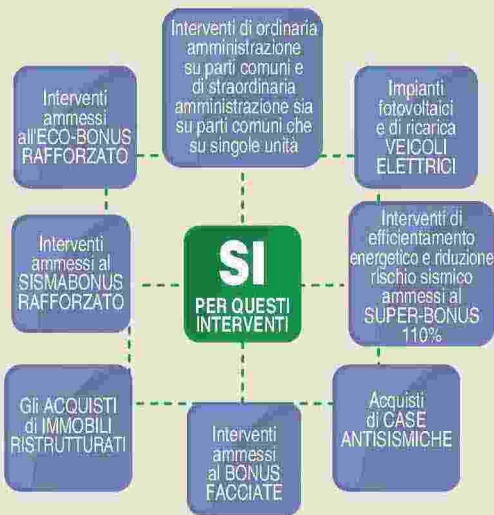 Interventi di ordinaria
amministrazione
su parti comuni e
di straordinaria
amministrazione sia
su parti comuni che
su singole unità
Interventi
ammessi
all'ECO-BONUS
RAFFORZATO
Impianti
fotovoltaici
e di ricarica
VEICOLI
ELETTRICI
Interventi
ammessi al
SISMABONUS
RAFFORZATO
SI
PER QUESTI
INTERVENTI
Interventi di
efficientamento
energetico e riduzione
rischio sismico
ammessi al
SUPER-BONUS
110%
Gli ACQUISTI
di IMMOBILI
RISTRUTTURATI
Interventi
ammessi
al BONUS
FACCIATE
Acquisti
di CASE
ANTISISMICHE